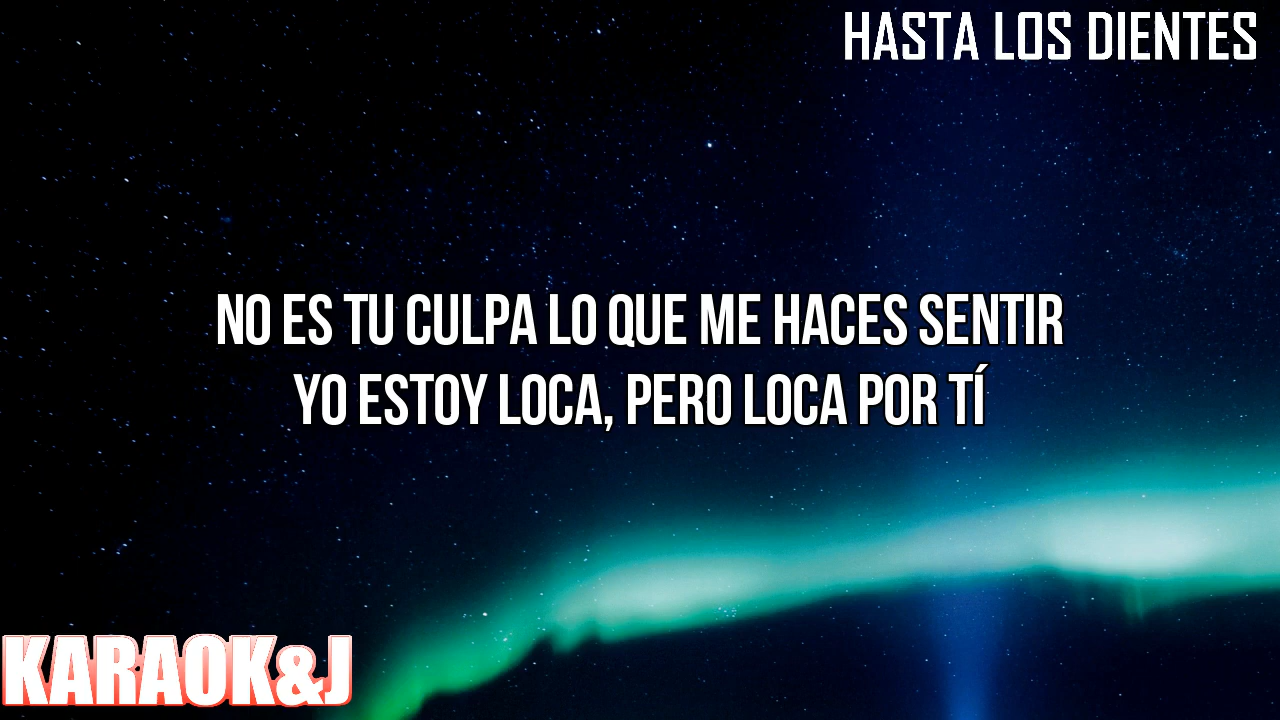 HASTA LOS DIENTES
NO ES TU CULPA LO QUE ME HACES SENTIR
YO ESTOY LOCA, PERO LOCA POR TÍ
KARAOK&J